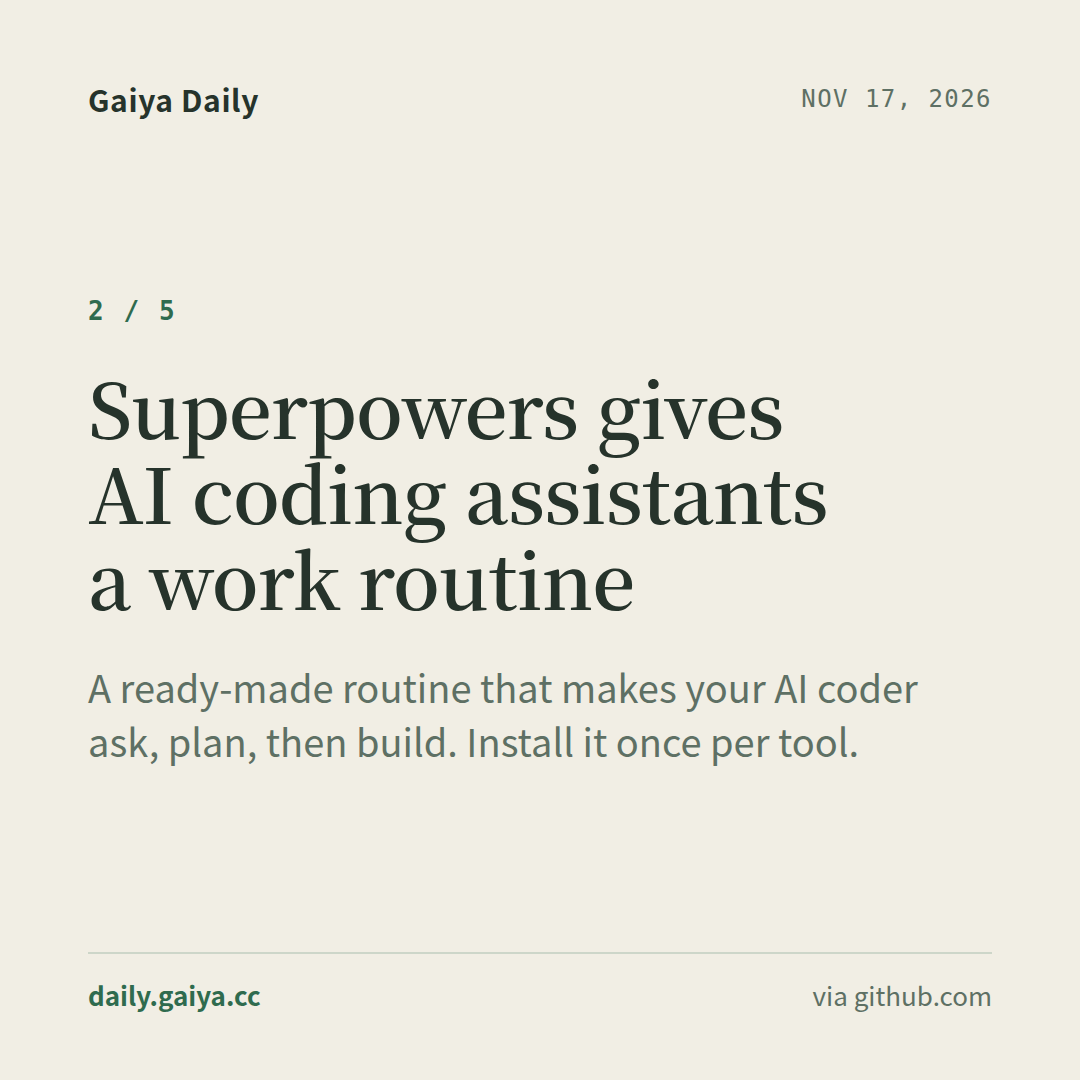 Gaiya Daily
NOV 17, 2026
2 / 5
Superpowers gives
AI coding assistants
a work routine
A ready-made routine that makes your AI coder
ask, plan, then build. Install it once per tool.
daily.gaiya.cc
via github.com